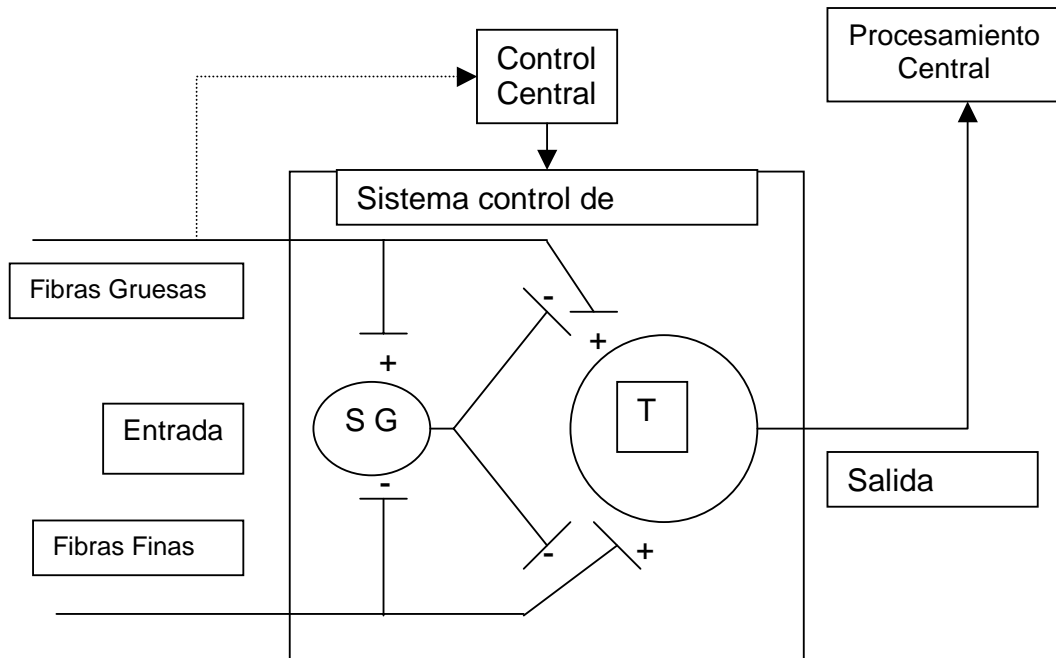 Control
Central
Procesamiento
Central
Sistema control de
Fibras Gruesas
-
+
+
Entrada
S G
T
-
Salida
Fibras Finas
-
+